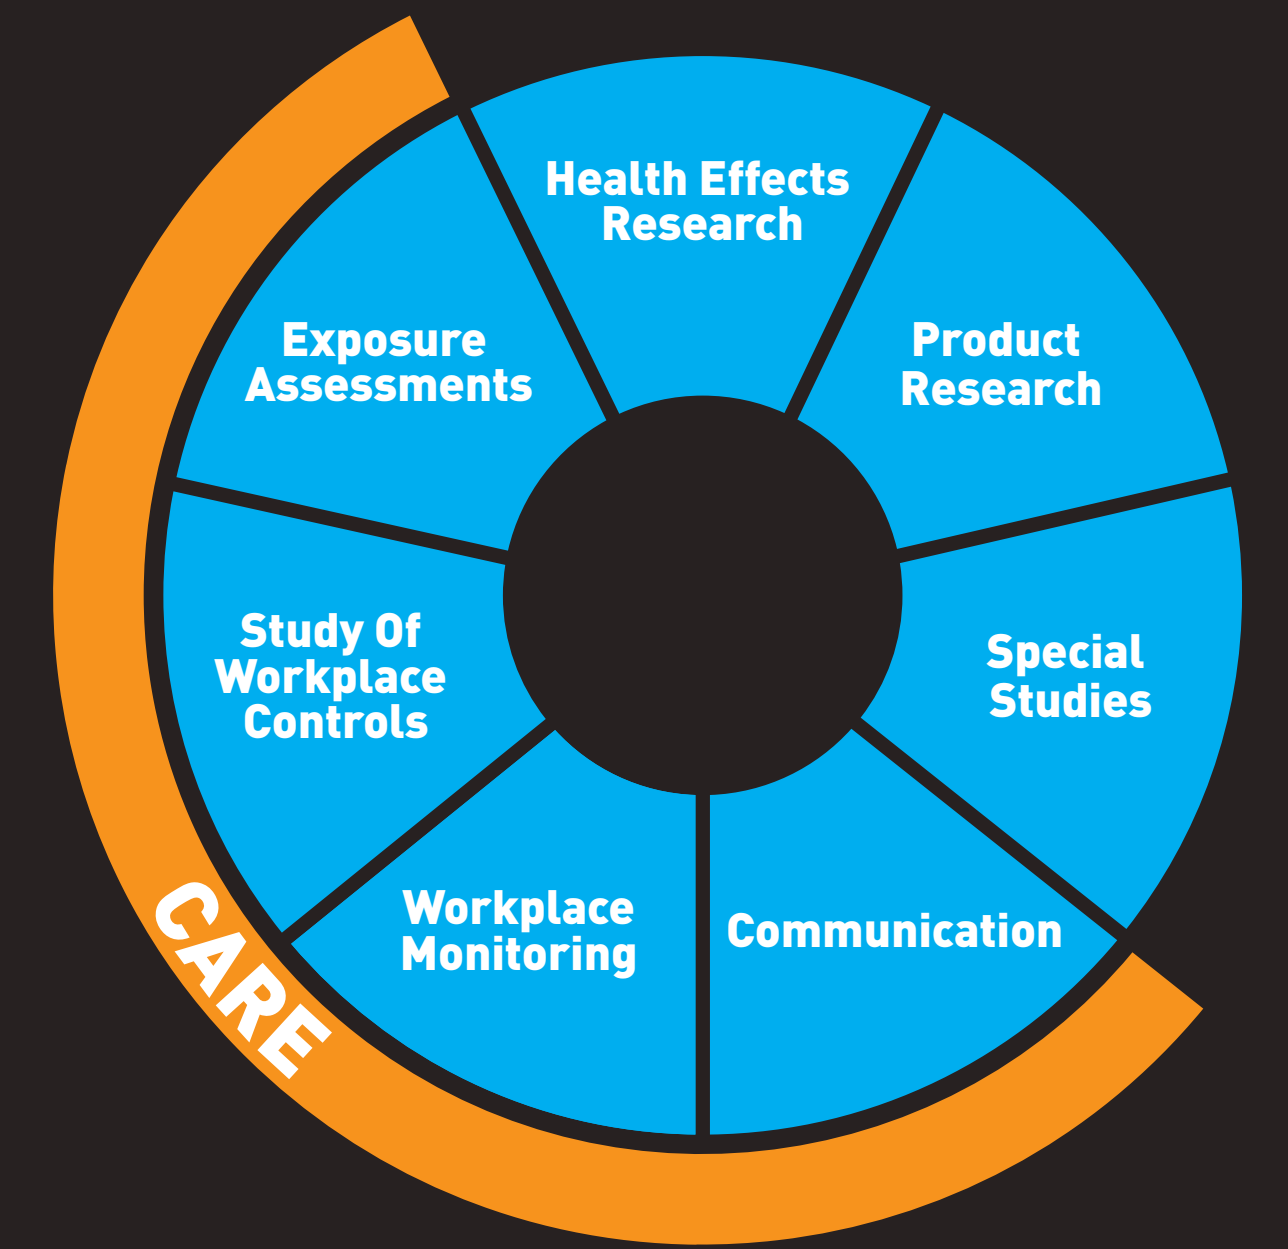 Health Effects
Research
Product
Research
Special
Studies
Communication
Workplace
Monitoring
Study Of
Workplace
Controls
Exposure
Assessments
CARE